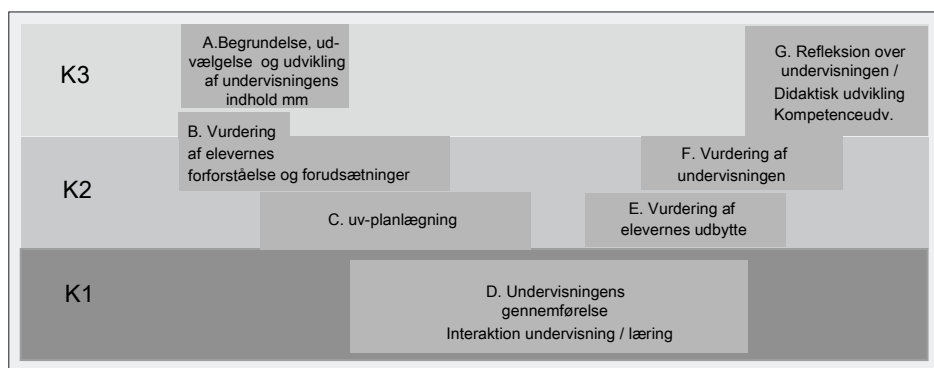 K3
A.Begrundelse, ud-
vælgelse og udvikling
af undervisningens
indhold mm
G. Refleksion over
undervisningen /
Didaktisk udvikling
Kompetenceudv.
B. Vurdering
af elevernes
forforståelse og forudsætninger
F. Vurdering af
undervisningen
K2
C. uv-planlægning
E. Vurdering af
elevernes udbytte
K1
D. Undervisningens
gennemførelse
Interaktion undervisning / læring